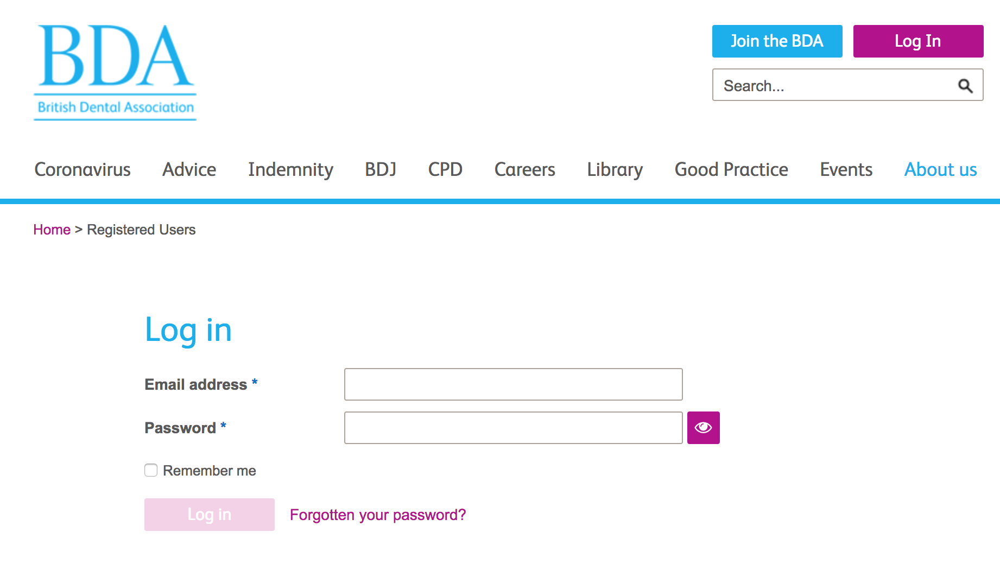 BDA
British Dental Association
Join the BDA
Log In
Search...
Coronavirus Advice Indemnity BDJ CPD Careers Library Good Practice Events About us
Home > Registered Users
Log in
Email address *
Password *
Remember me
Log in Forgotten your password?